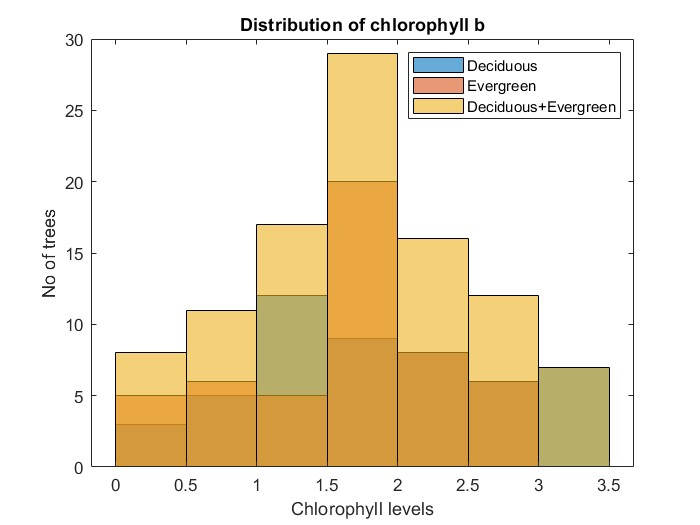 Distribution of chlorophyll b
Deciduous
Evergreen
Deciduous+Evergreen
No of trees
30
25
20
15
10
5
0
0 0.5 1 1.5 2 2.5 3 3.5
Chlorophyll levels